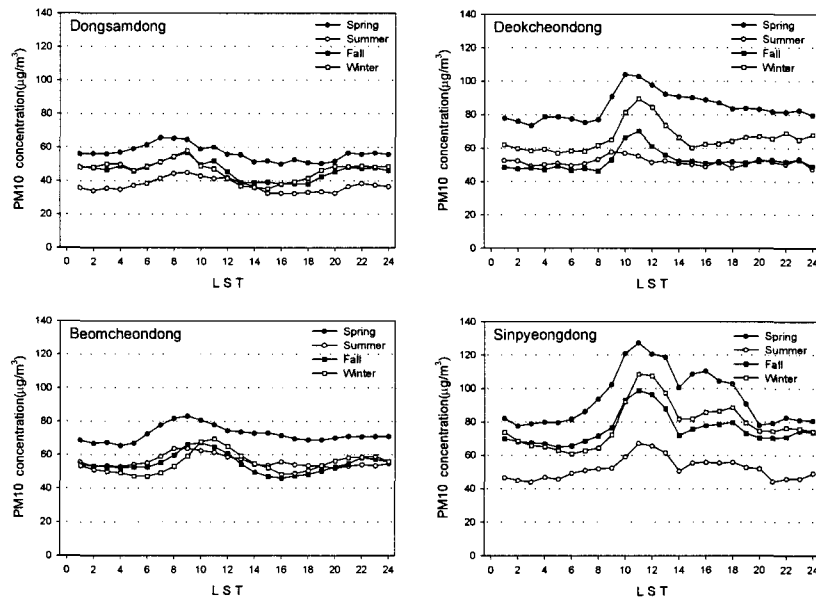 Dongsamdong
Spring
Summer
Fall
Winter
PM10 concentration(μg/m³)
140
120
100
80
60
40
20
0
0 2 4 6 8 10 12 14 16 18 20 22 24
L S T
Deokcheondong
Spring
Summer
Fall
Winter
PM10 concentration(μg/m³)
140
120
100
80
60
40
20
0
0 2 4 6 8 10 12 14 16 18 20 22 24
L S T
Beomcheondong
Spring
Summer
Fall
Winter
PM10 concentration(μg/m³)
140
120
100
80
60
40
20
0
0 2 4 6 8 10 12 14 16 18 20 22 24
L S T
Sinpyeongdong
Spring
Summer
Fall
Winter
PM10 concentration(μg/m³)
140
120
100
80
60
40
20
0
0 2 4 6 8 10 12 14 16 18 20 22 24
L S T